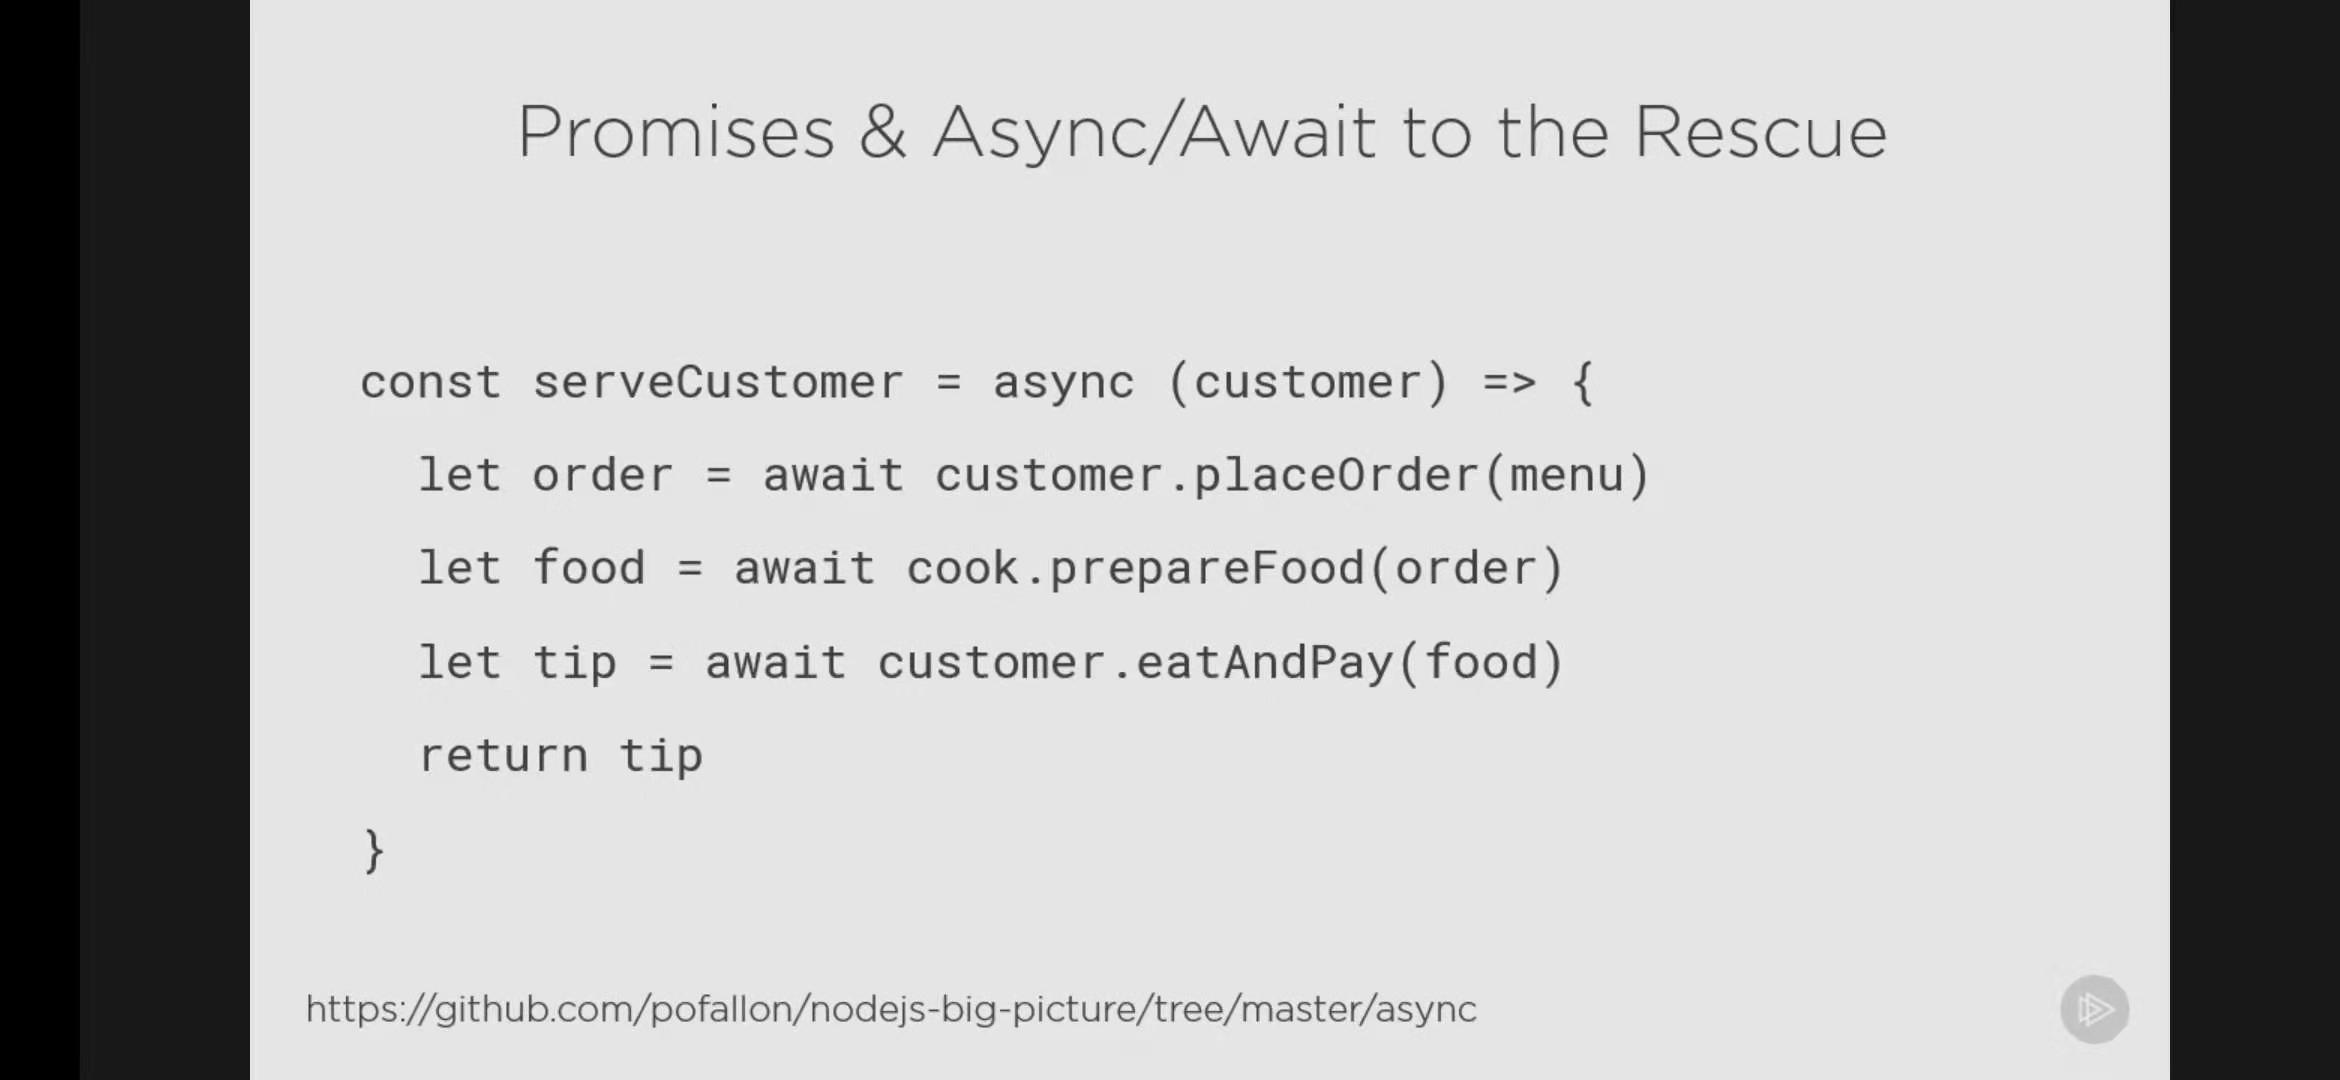 Promises & Async/Await to the Rescue
const serveCustomer = async (customer) => {
  let order = await customer.placeOrder(menu)
  let food = await cook.prepareFood(order)
  let tip = await customer.eatAndPay(food)
  return tip
}
https://github.com/pofallon/nodejs-big-picture/tree/master/async